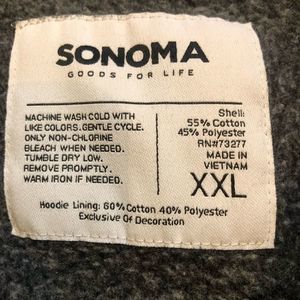 SONOMA
GOODS FOR LIFE
MACHINE WASH COLD WITH
LIKE COLORS. GENTLE CYCLE.
ONLY NON-CHLORINE
BLEACH WHEN NEEDED.
TUMBLE DRY LOW.
REMOVE PROMPTLY.
WARM IRON IF NEEDED.
Shell:
55% Cotton
45% Polyester
RN#73277
MADE IN
VIETNAM
XXL
Hoodie Lining: 60% Cotton 40% Polyester
Exclusive Of Decoration